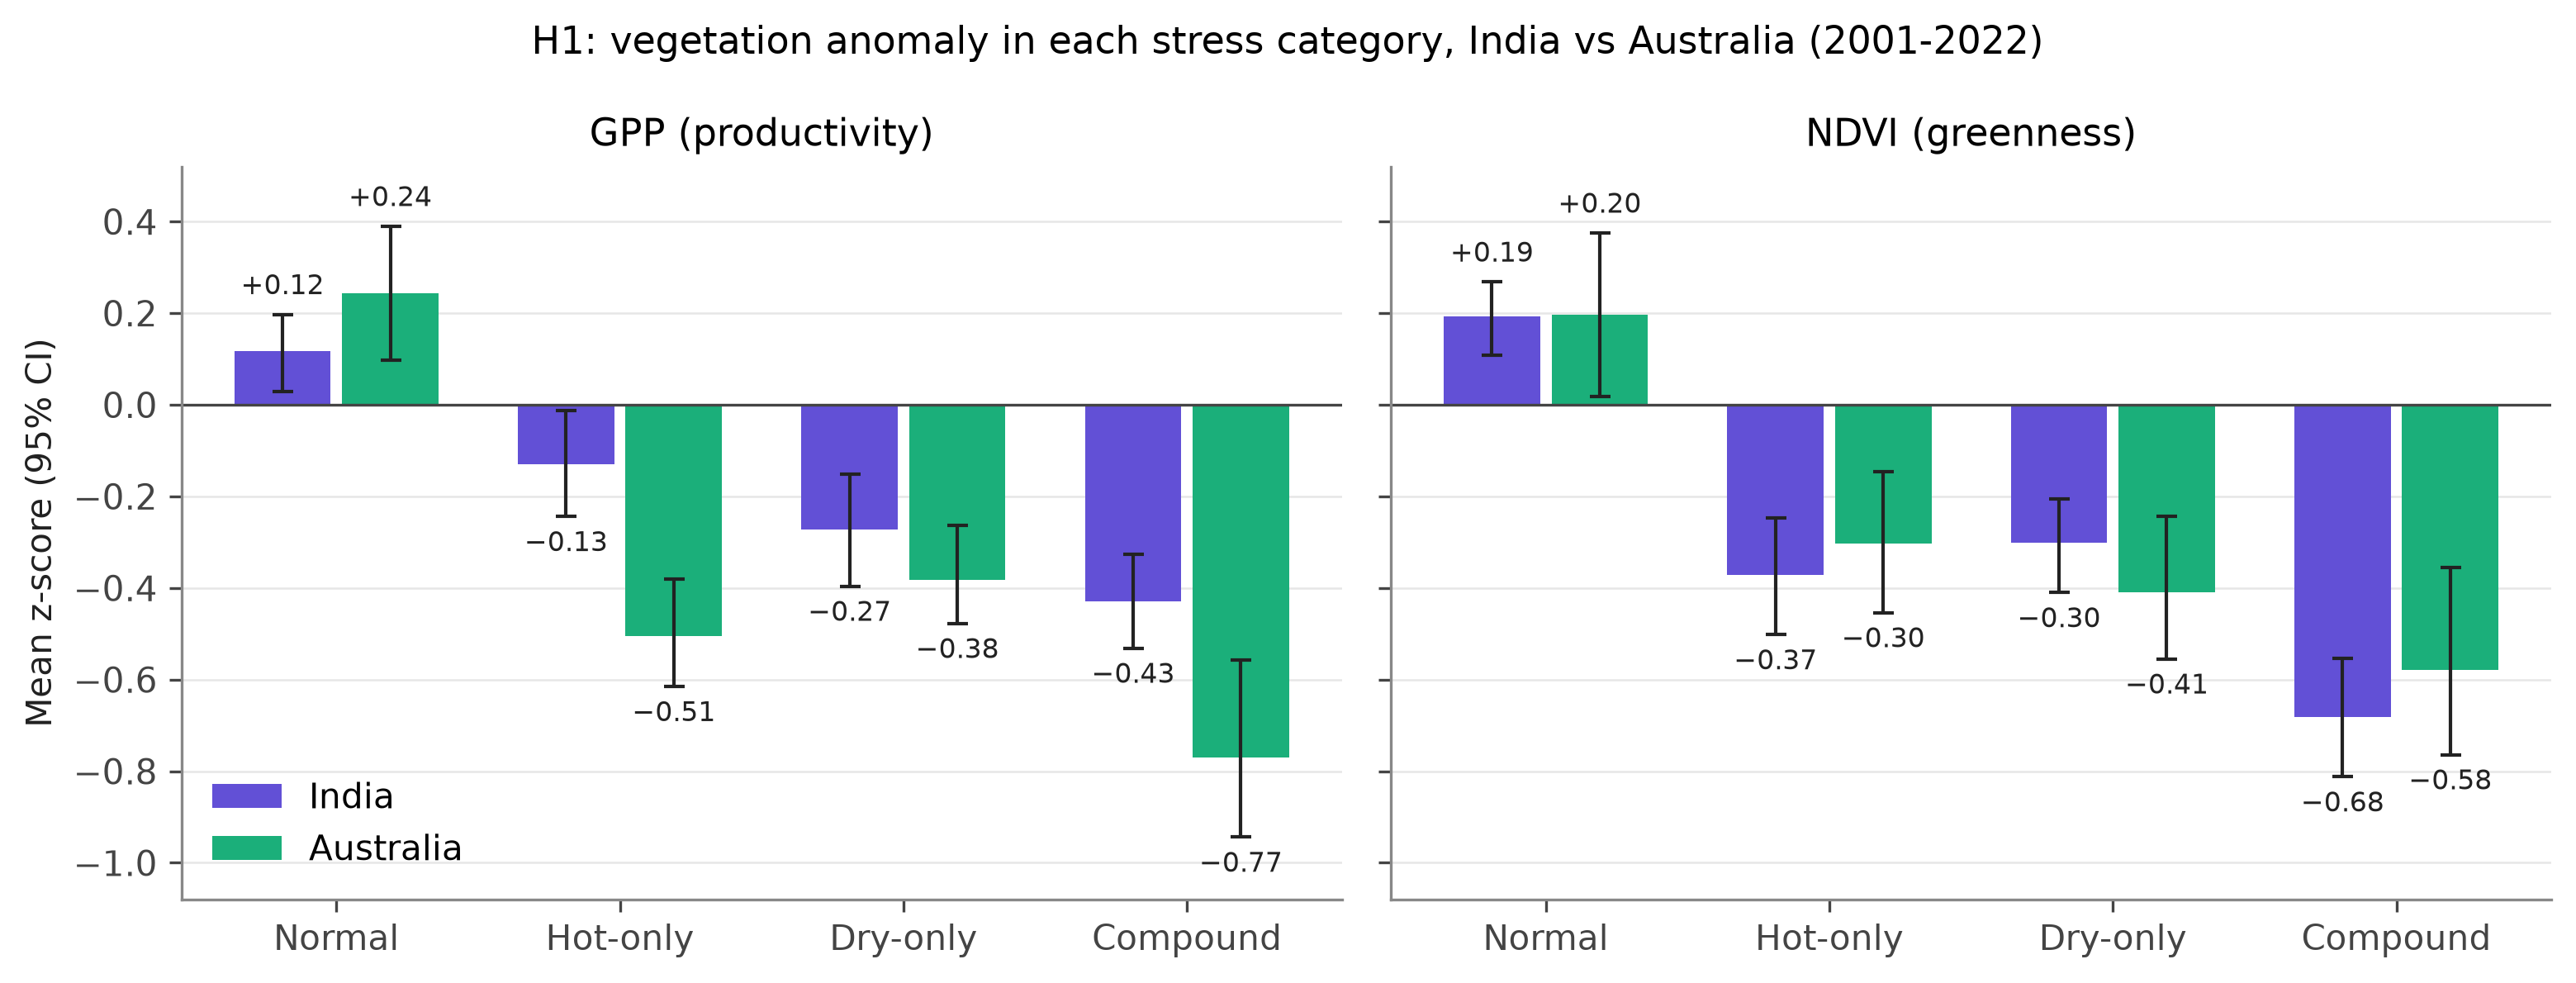 H1: vegetation anomaly in each stress category, India vs Australia (2001-2022)
GPP (productivity)
Mean z-score (95% CI)
0.4
0.2
0.0
−0.2
−0.4
−0.6
−0.8
−1.0
+0.12
+0.24
−0.13
−0.51
−0.27
−0.38
−0.43
−0.77
India
Australia
Normal
Hot-only
Dry-only
Compound
NDVI (greenness)
+0.19
+0.20
−0.37
−0.30
−0.30
−0.41
−0.68
−0.58
Normal
Hot-only
Dry-only
Compound